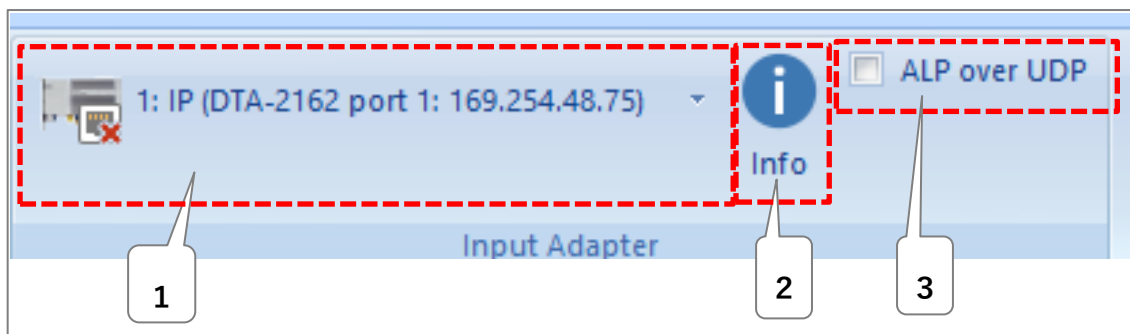 1: IP (DTA-2162 port 1: 169.254.48.75)
ALP over UDP
Info
Input Adapter
1
2
3